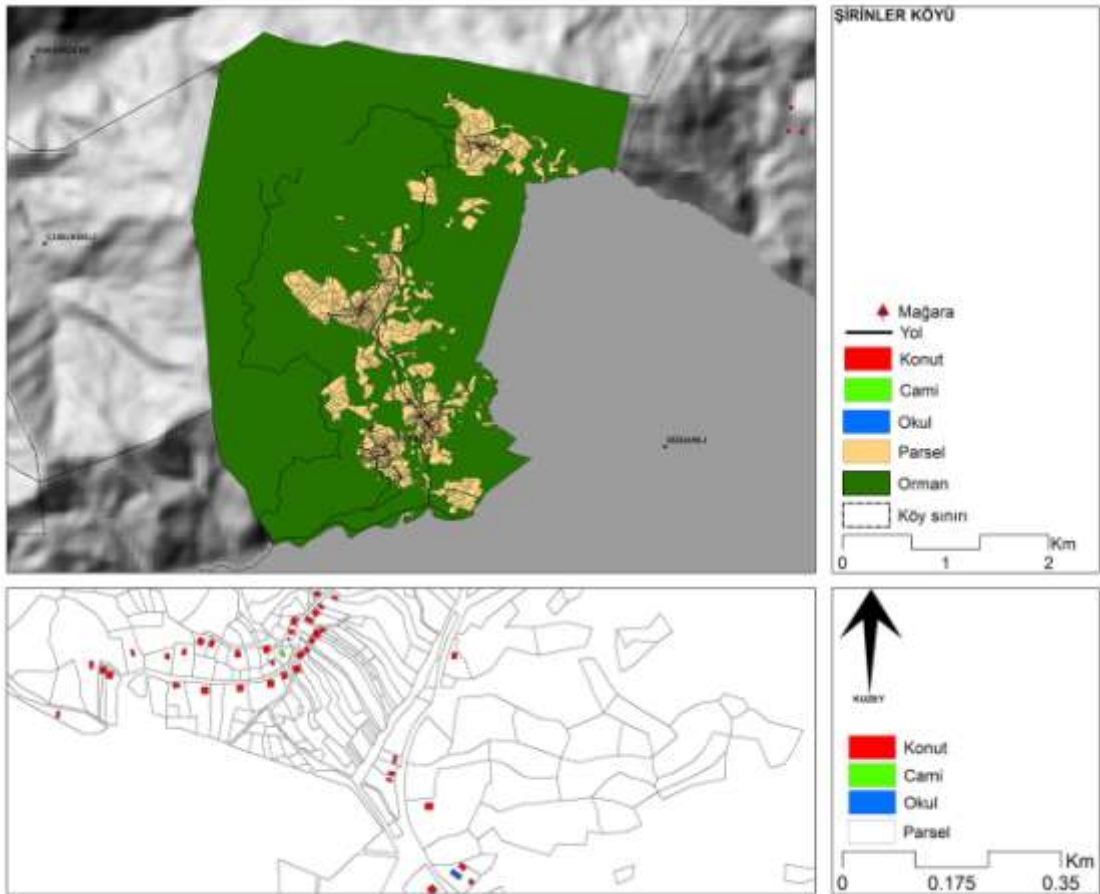 ŞİRİNLER KÖYÜ
Mağara
Yol
Konut
Cami
Okul
Parsel
Orman
Köy sınırı
Km
0 1 2
KUZEY
Konut
Cami
Okul
Parsel
Km
0 0.175 0.35